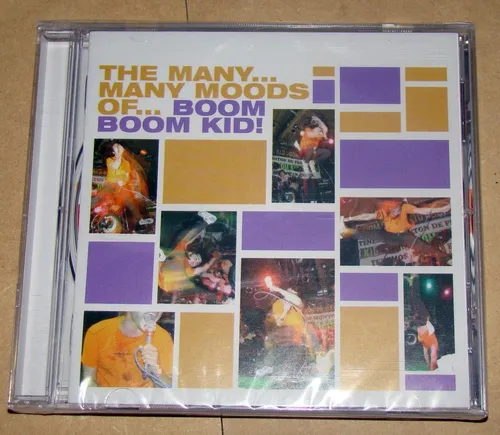 THE MANY...
MANY MOODS
OF... BOOM
BOOM KID!